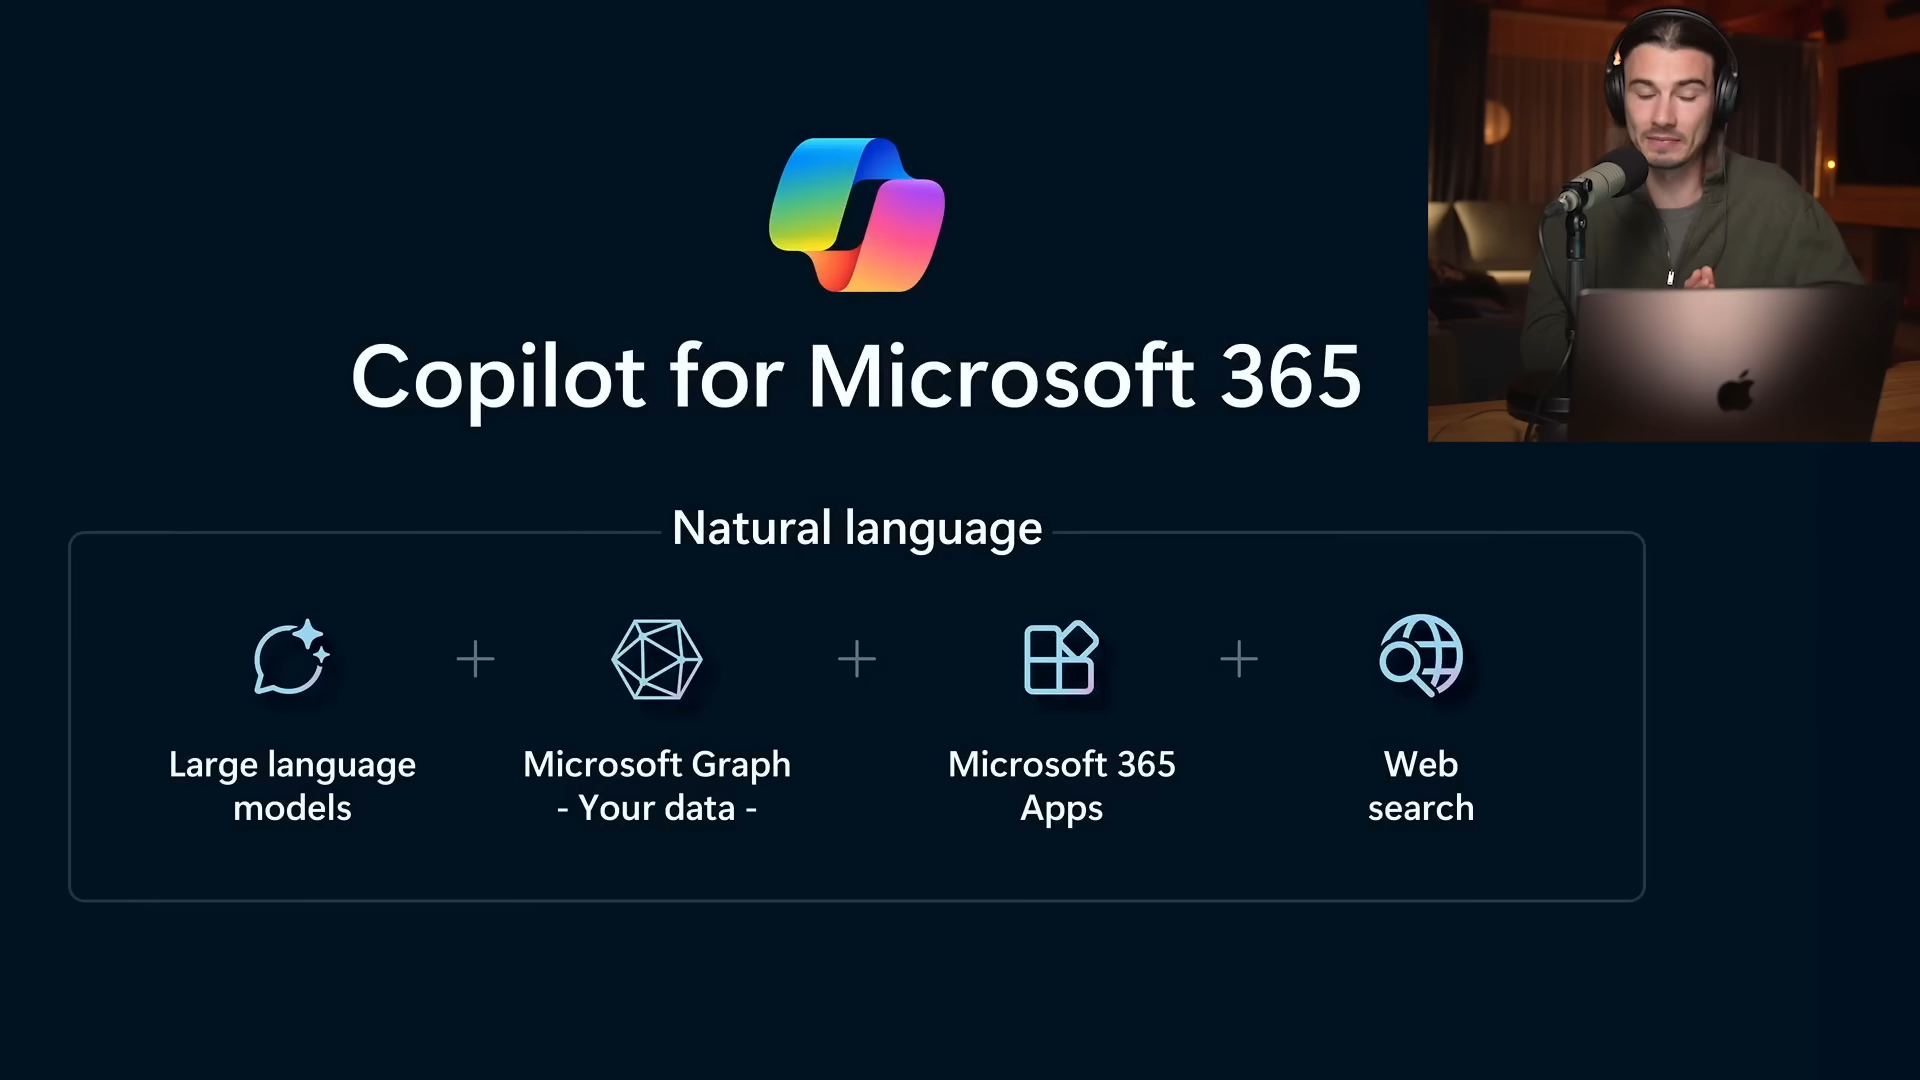 Copilot for Microsoft 365
Natural language
Large language
models
Microsoft Graph
- Your data -
Microsoft 365
Apps
Web
search